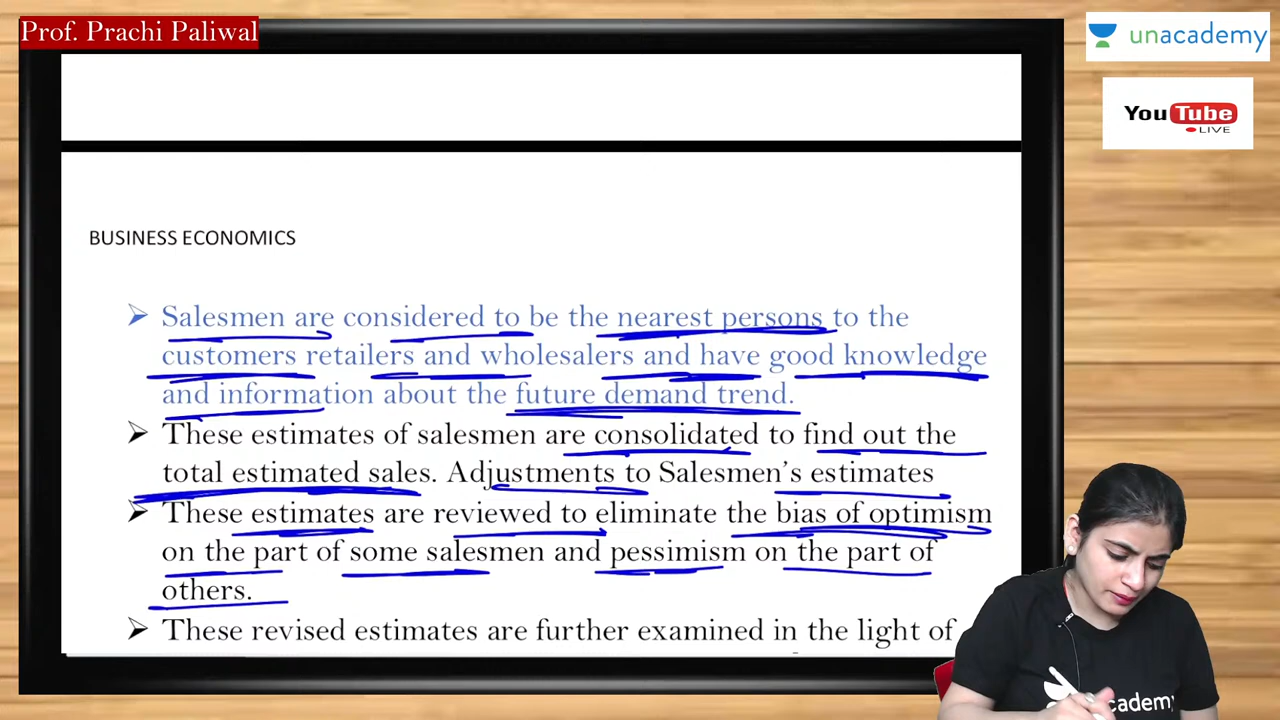 Prof. Prachi Paliwal
unacademy
YouTube
LIVE
BUSINESS ECONOMICS
➢ Salesmen are considered to be the nearest persons to the
customers retailers and wholesalers and have good knowledge
and information about the future demand trend.
➢ These estimates of salesmen are consolidated to find out the
total estimated sales. Adjustments to Salesmen's estimates
➢ These estimates are reviewed to eliminate the bias of optimism
on the part of some salesmen and pessimism on the part of
others.
➢ These revised estimates are further examined in the light of
cademy